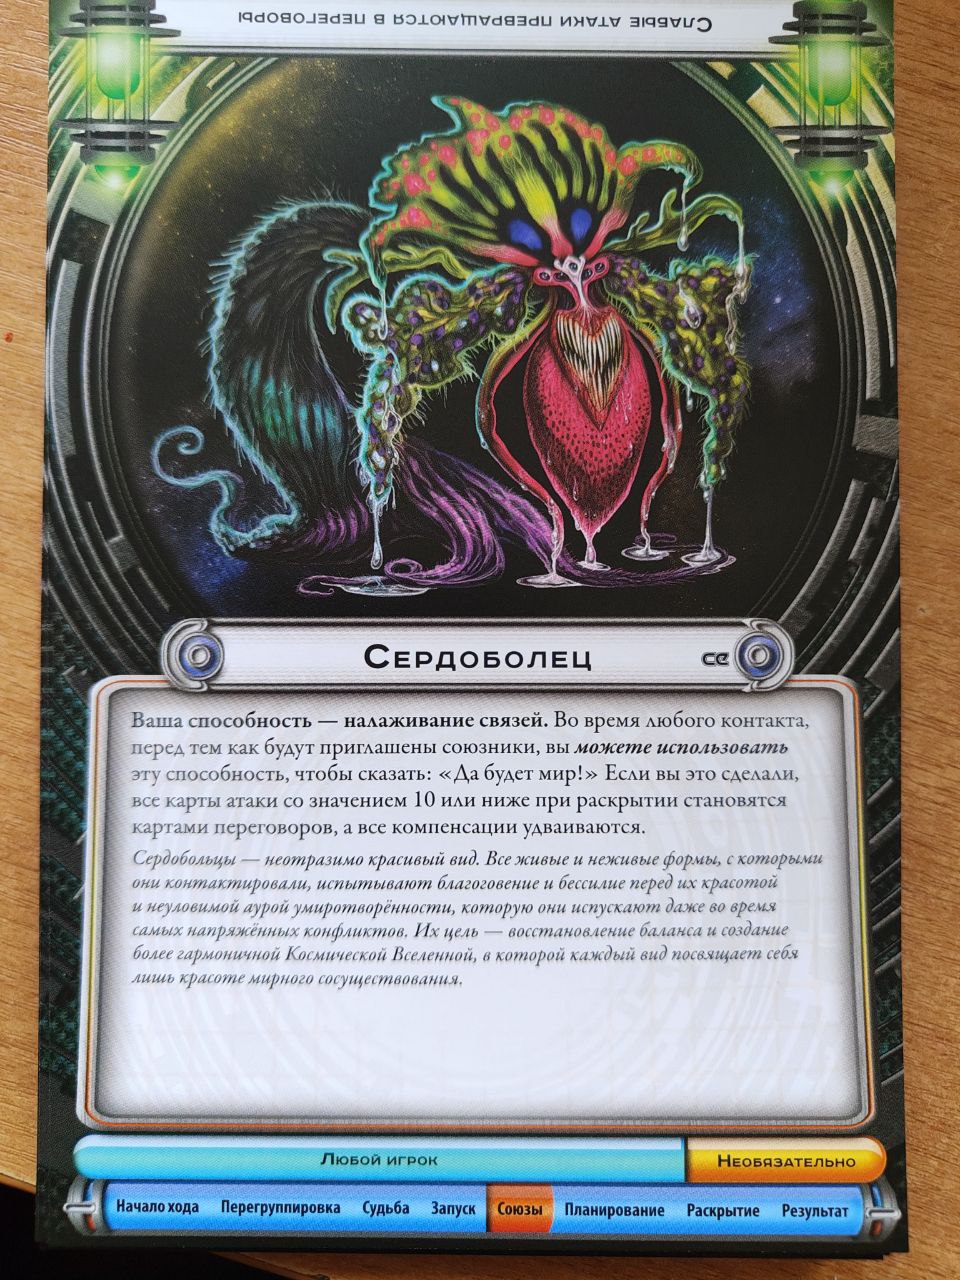 Слабые атаки превращаются в переговоры
Сердоболец
ce
Ваша способность — налаживание связей. Во время любого контакта,
перед тем как будут приглашены союзники, вы можете использовать
эту способность, чтобы сказать: «Да будет мир!» Если вы это сделали,
все карты атаки со значением 10 или ниже при раскрытии становятся
картами переговоров, а все компенсации удваиваются.
Сердобольцы — неотразимо красивый вид. Все живые и неживые формы, с которыми
они контактировали, испытывают благоговение и бессилие перед их красотой
и неуловимой аурой умиротворённости, которую они испускают даже во время
самых напряжённых конфликтов. Их цель — восстановление баланса и создание
более гармоничной Космической Вселенной, в которой каждый вид посвящает себя
лишь красоте мирного сосуществования.
Любой игрок Необязательно
Начало хода Перегруппировка Судьба Запуск Союзы Планирование Раскрытие Результат